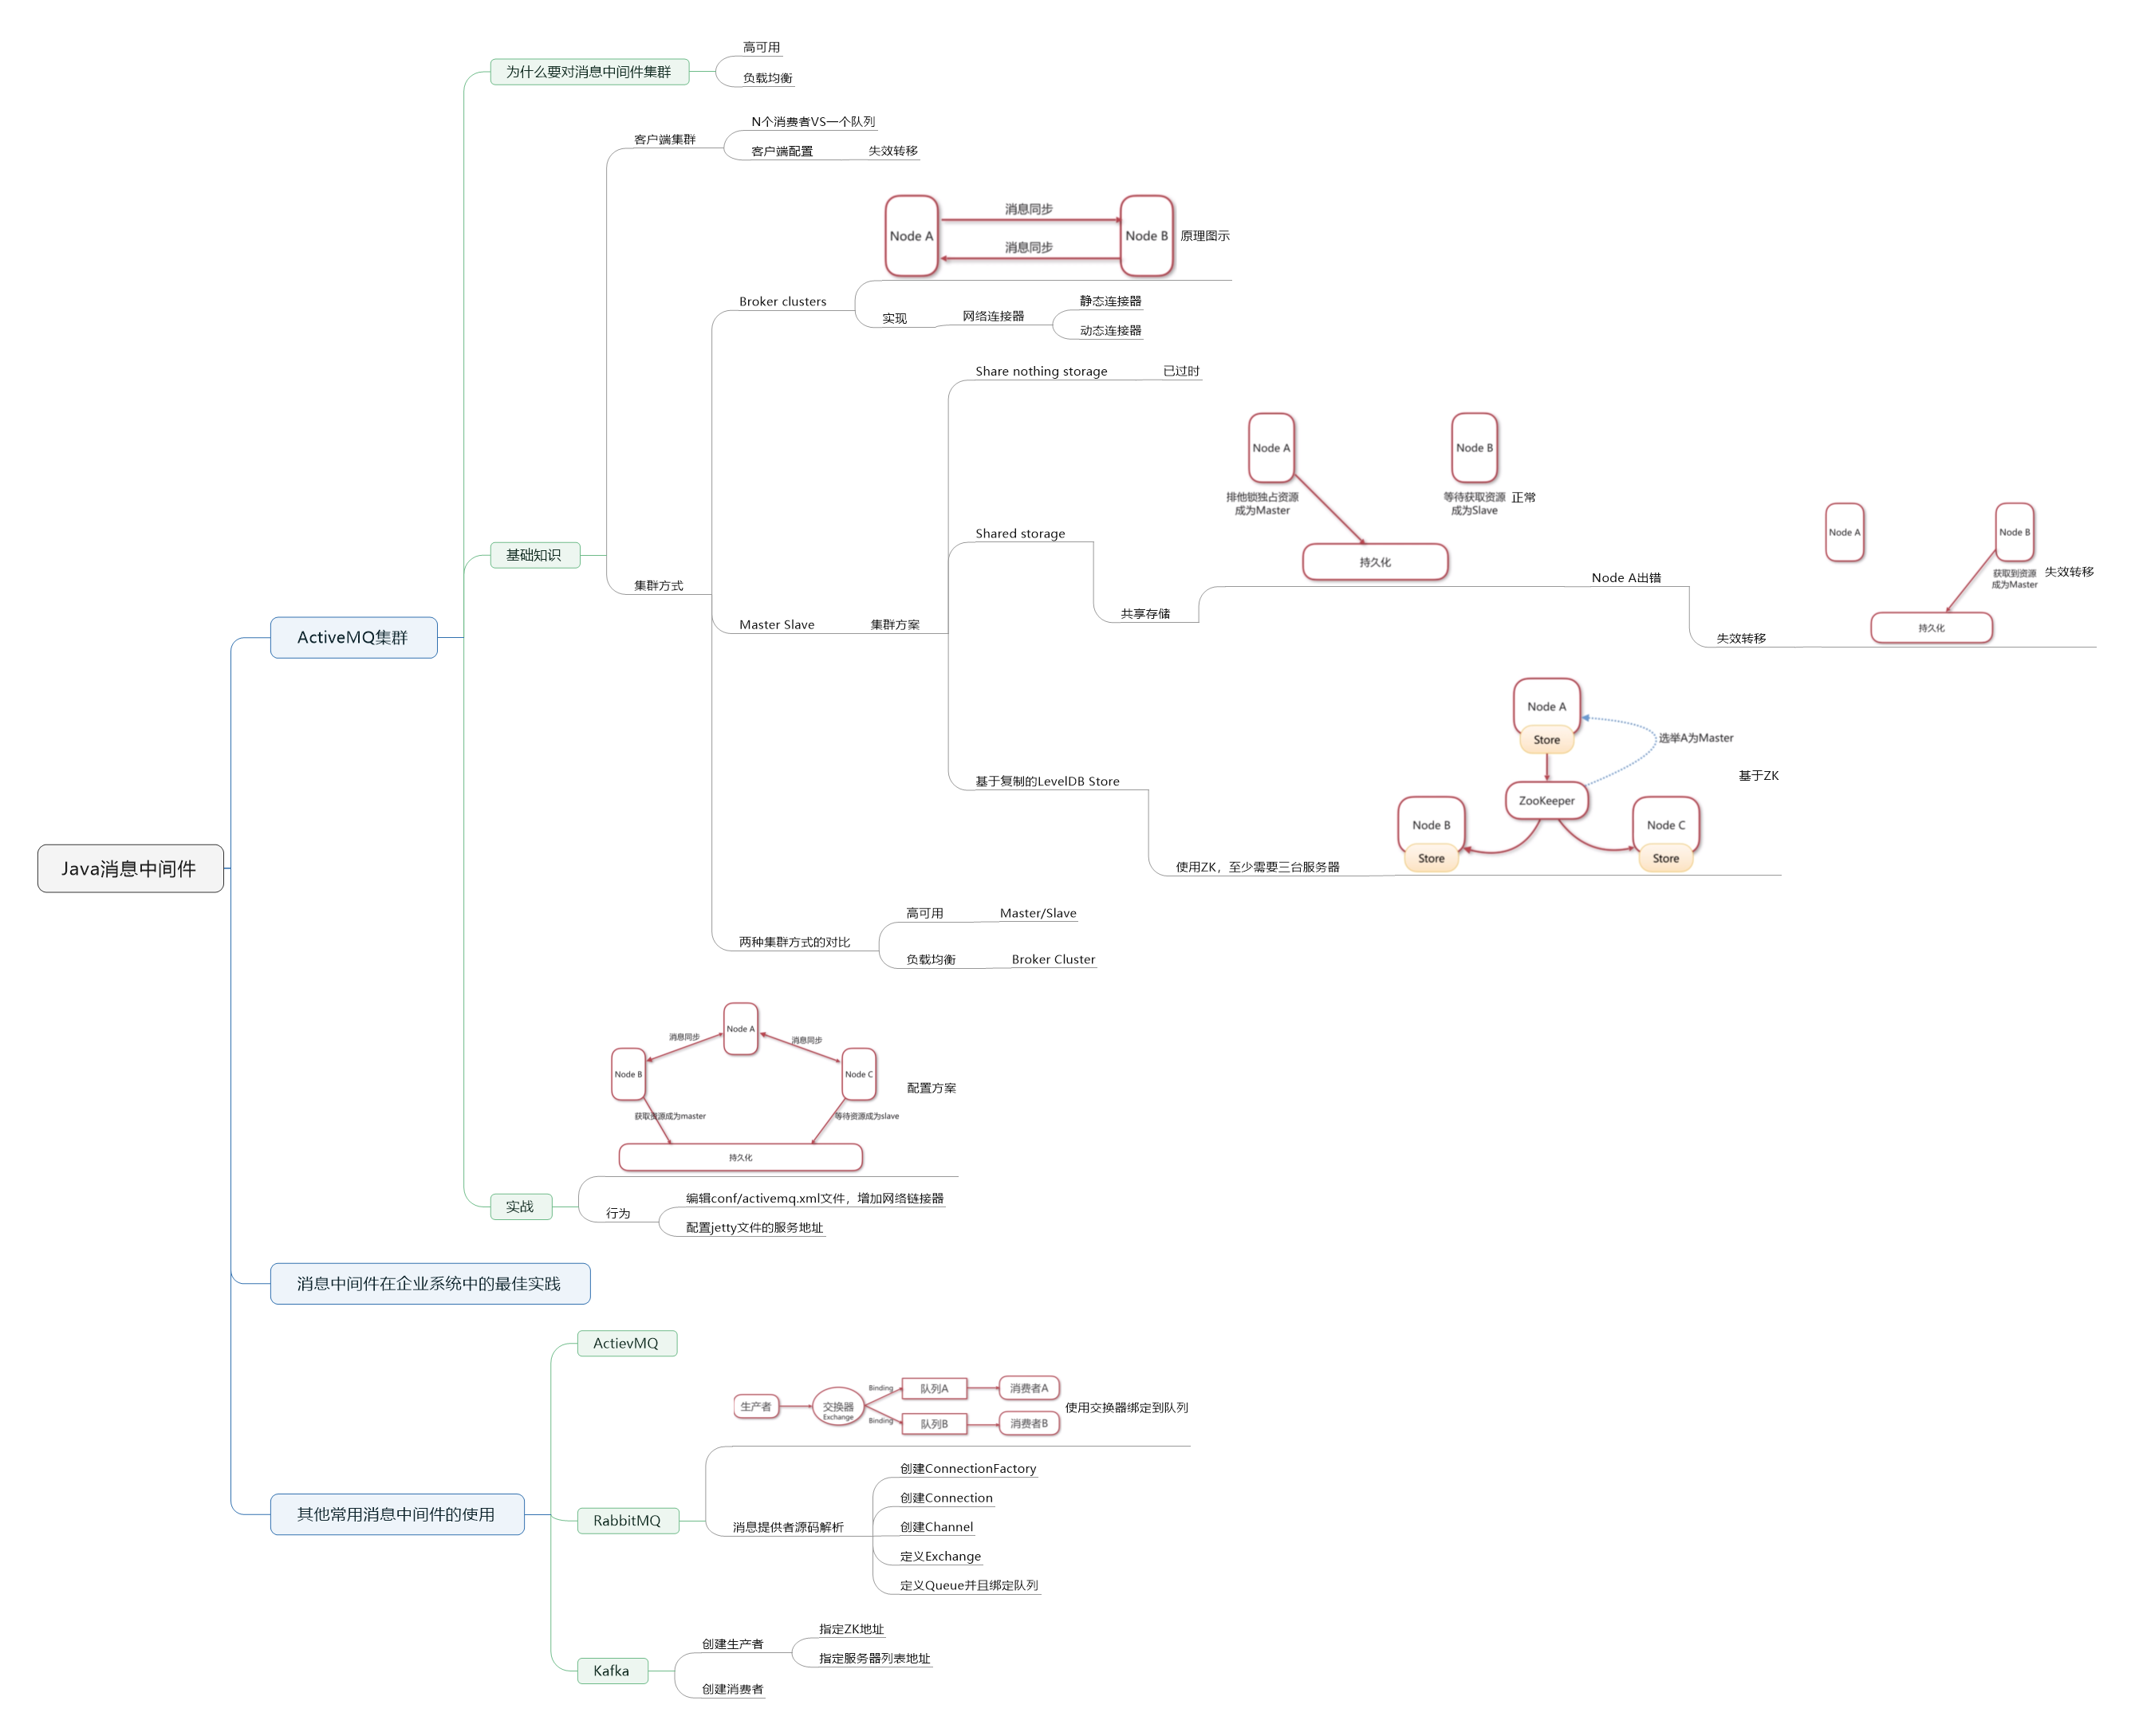 Java消息中间件
ActiveMQ集群
为什么要对消息中间件集群
高可用
负载均衡
基础知识
客户端集群
N个消费者VS一个队列
客户端配置
失效转移
集群方式
Broker clusters
Node A
消息同步
消息同步
Node B
原理图示
实现
网络连接器
静态连接器
动态连接器
Master Slave
集群方案
Share nothing storage
已过时
Shared storage
共享存储
Node A
排他锁独占资源
成为Master
Node B
等待获取资源
成为Slave
持久化
正常
Node A出错
失效转移
Node A
Node B
获取到资源
成为Master
持久化
失效转移
基于复制的LevelDB Store
使用ZK，至少需要三台服务器
Node A
Store
选举A为Master
ZooKeeper
Node B
Store
Node C
Store
基于ZK
两种集群方式的对比
高可用
Master/Slave
负载均衡
Broker Cluster
实战
Node A
消息同步
消息同步
Node B
Node C
获取资源成为master
等待资源成为slave
持久化
配置方案
行为
编辑conf/activemq.xml文件，增加网络链接器
配置jetty文件的服务地址
消息中间件在企业系统中的最佳实践
其他常用消息中间件的使用
ActievMQ
RabbitMQ
生产者
交换器
Exchange
Binding
Binding
队列A
队列B
消费者A
消费者B
使用交换器绑定到队列
消息提供者源码解析
创建ConnectionFactory
创建Connection
创建Channel
定义Exchange
定义Queue并且绑定队列
Kafka
创建生产者
指定ZK地址
指定服务器列表地址
创建消费者